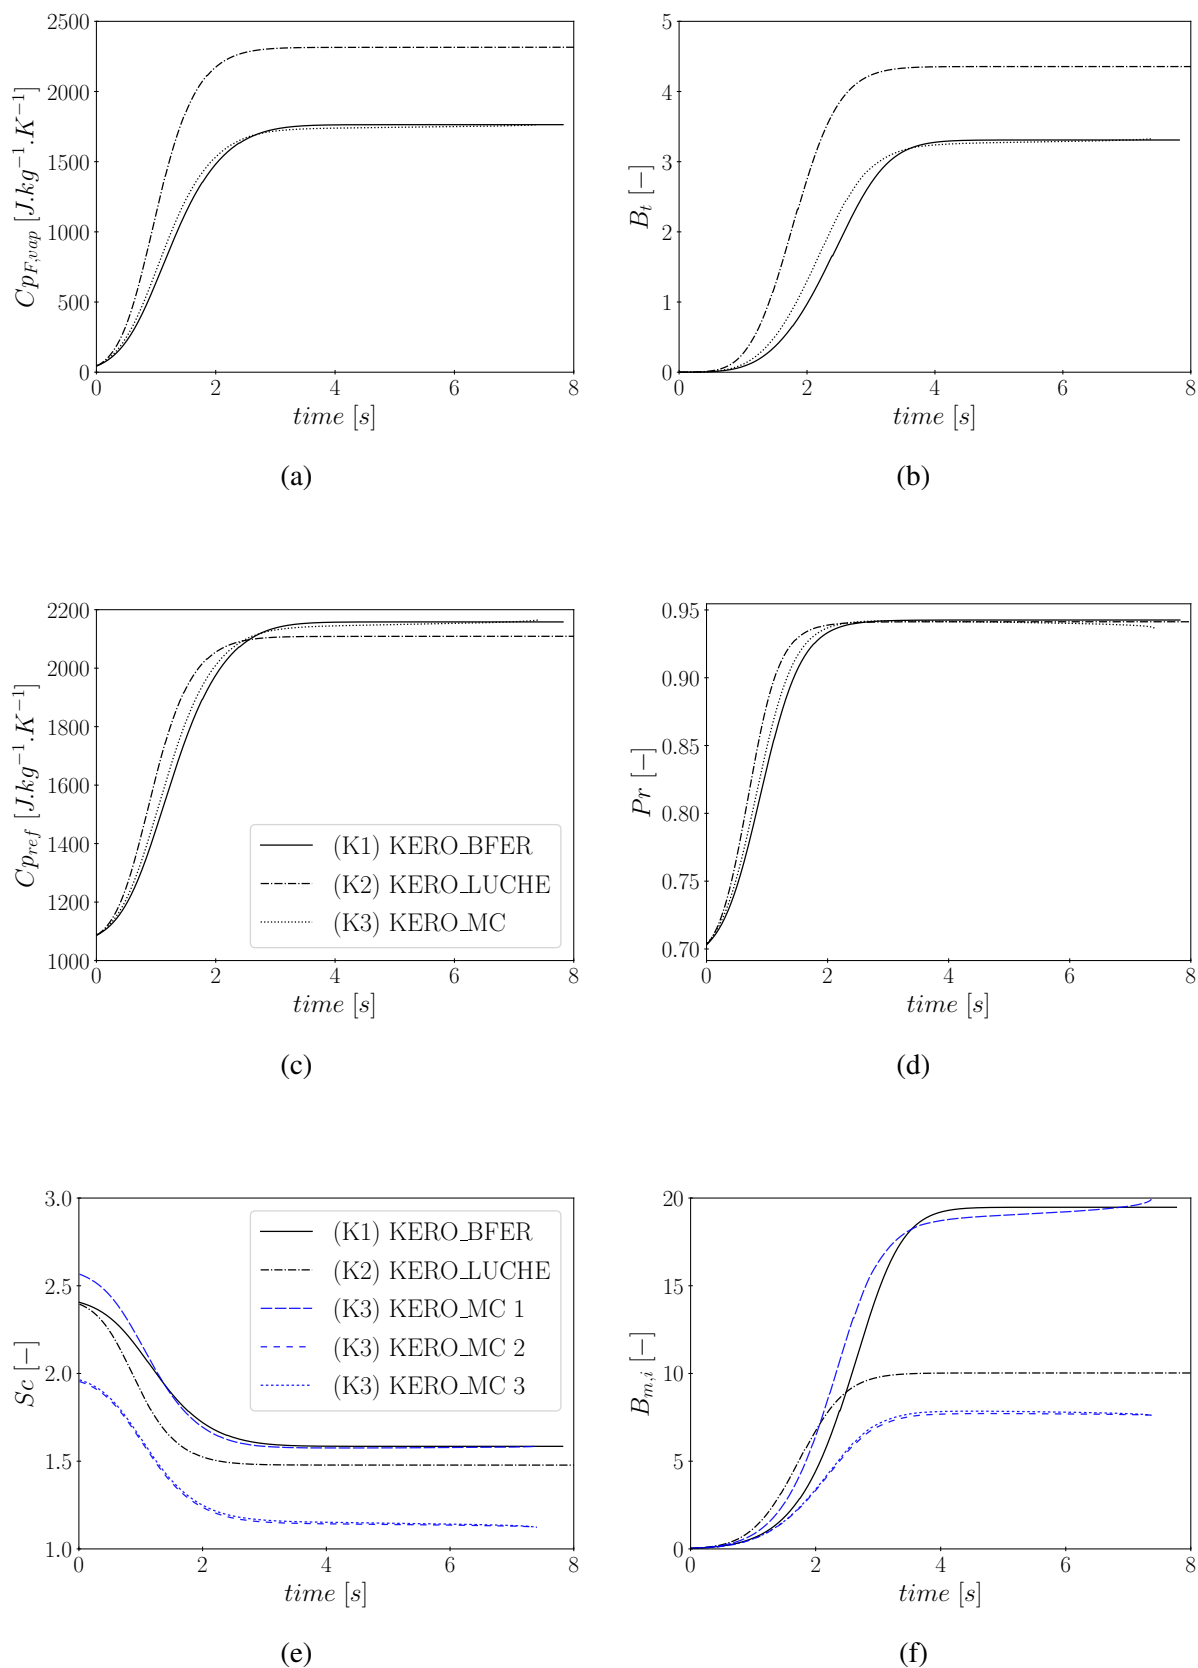 2500
2000
1500
1000
500
0
Cp_{F,vap} [J.kg^{-1}.K^{-1}]
0 2 4 6 8
time [s]
(a)
5
4
3
2
1
0
B_t [−]
0 2 4 6 8
time [s]
(b)
2200
2000
1800
1600
1400
1200
1000
Cp_{ref} [J.kg^{-1}.K^{-1}]
(K1) KERO_BFER
(K2) KERO_LUCHE
(K3) KERO_MC
0 2 4 6 8
time [s]
(c)
0.95
0.90
0.85
0.80
0.75
0.70
Pr [−]
0 2 4 6 8
time [s]
(d)
3.0
2.5
2.0
1.5
1.0
Sc [−]
(K1) KERO_BFER
(K2) KERO_LUCHE
(K3) KERO_MC 1
(K3) KERO_MC 2
(K3) KERO_MC 3
0 2 4 6 8
time [s]
(e)
20
15
10
5
0
B_{m,i} [−]
0 2 4 6 8
time [s]
(f)